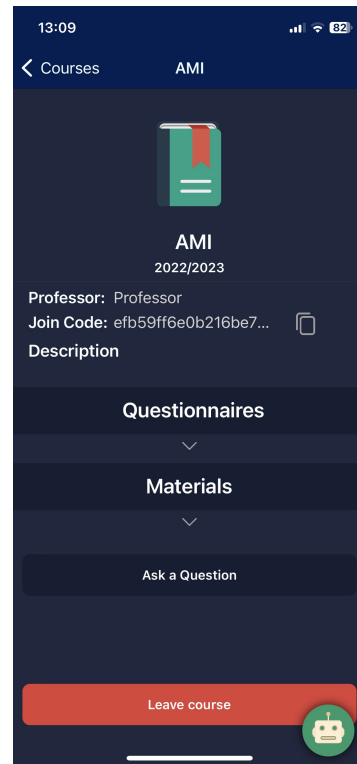 13:09
82
Courses
AMI
AMI
2022/2023
Professor: Professor
Join Code: efb59ff6e0b216be7...
Description
Questionnaires
Materials
Ask a Question
Leave course